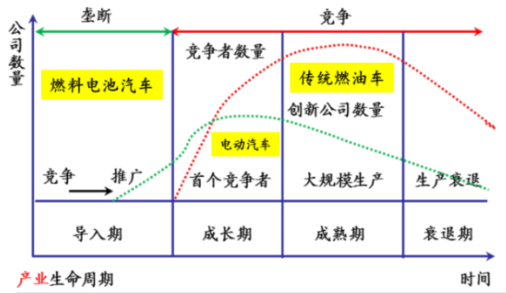 公司数量
垄断
竞争
燃料电池汽车
竞争者数量
传统燃油车
创新公司数量
电动汽车
竞争
推广
首个竞争者
大规模生产
生产衰退
导入期
成长期
成熟期
衰退期
产业生命周期
时间